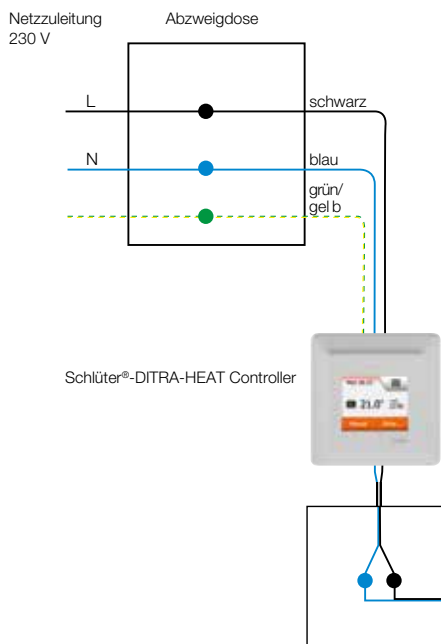 Netzzuleitung
230 V
Abzweigdose
L
schwarz
N
blau
grün/
gel b
Schlüter®-DITRA-HEAT Controller
21.0°